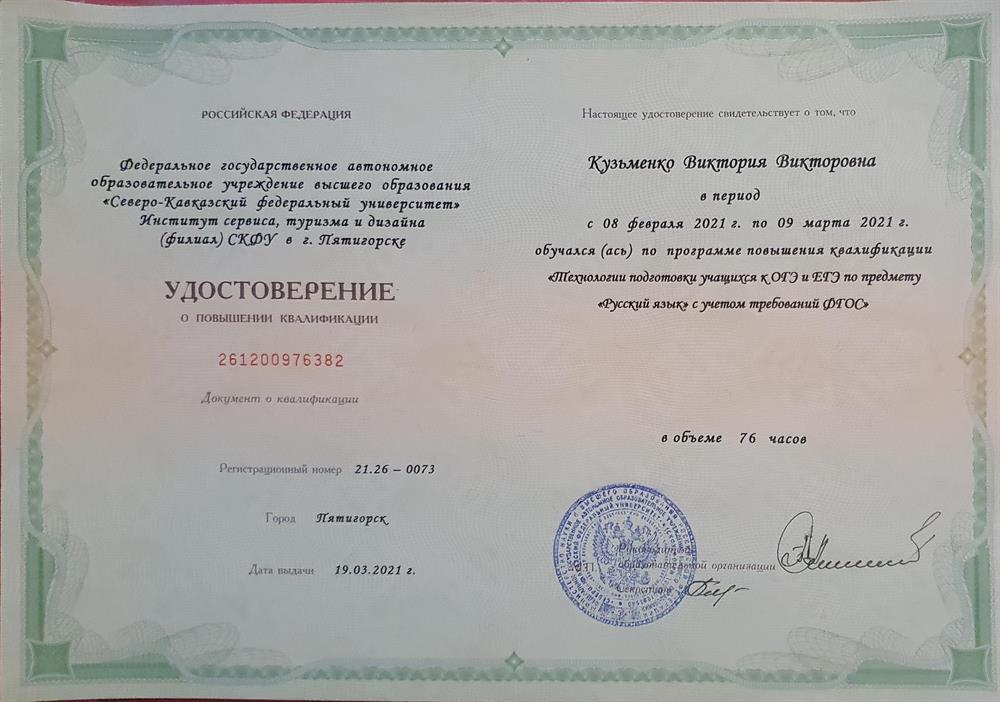 РОССИЙСКАЯ ФЕДЕРАЦИЯ
Федеральное государственное автономное
образовательное учреждение высшего образования
«Северо-Кавказский федеральный университет»
Институт сервиса, туризма и дизайна
(филиал) СКФУ в г. Пятигорске
УДОСТОВЕРЕНИЕ
О ПОВЫШЕНИИ КВАЛИФИКАЦИИ
261200976382
Документ о квалификации
Регистрационный номер 21.26 – 0073
Город Пятигорск
Дата выдачи 19.03.2021 г.
Настоящее удостоверение свидетельствует о том, что
Кузьменко Виктория Викторовна
в период
с 08 февраля 2021 г. по 09 марта 2021 г.
обучался (ась) по программе повышения квалификации
«Технологии подготовки учащихся к ОГЭ и ЕГЭ по предмету
«Русский язык» с учетом требований ФГОС»
в объеме 76 часов
Руководитель
образовательной организации
Секретарь